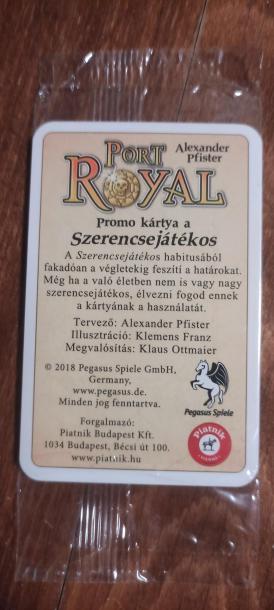 PORT
Alexander
Pfister
ROYAL
Promo kártya a
Szerencsejátékos
A Szerencsejátékos habitusából
fakadóan a végletekig feszíti a határokat.
Még ha a való életben nem is vagy nagy
szerencsejátékos, élvezni fogod ennek
a kártyának a használatát.
Tervező: Alexander Pfister
Illusztráció: Klemens Franz
Megvalósítás: Klaus Ottmaier
© 2018 Pegasus Spiele GmbH,
Germany,
www.pegasus.de.
Minden jog fenntartva.
Pegasus Spiele
Forgalmazó:
Piatnik Budapest Kft.
1034 Budapest, Bécsi út 100.
www.piatnik.hu
Piatnik